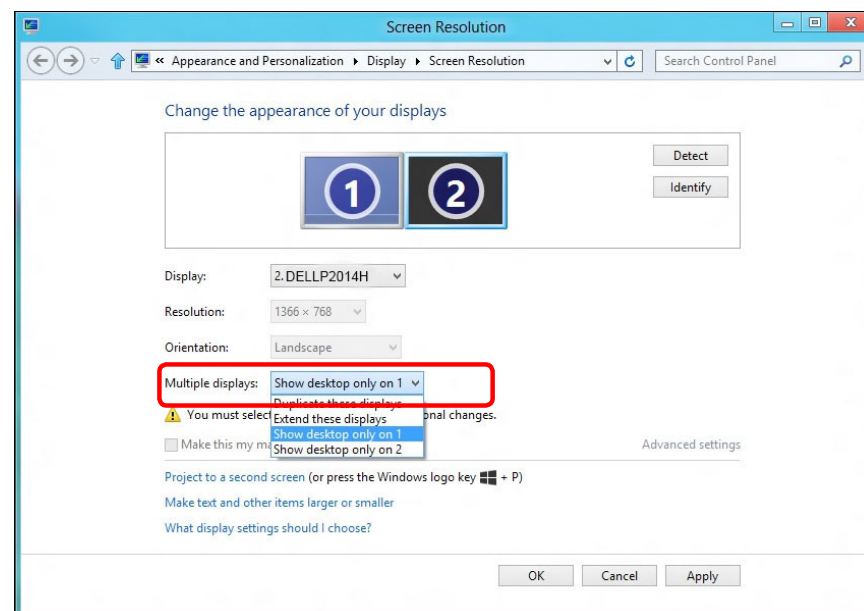 Screen Resolution
« Appearance and Personalization Display Screen Resolution Search Control Panel
Change the appearance of your displays
1 2
Detect
Identify
Display: 2. DELLP2014H
Resolution: 1366 × 768
Orientation: Landscape
Multiple displays: Show desktop only on 1
Duplicate these displays
You must select Extend these displays onal changes.
Show desktop only on 1
Make this my ma Show desktop only on 2 Advanced settings
Project to a second screen (or press the Windows logo key + P)
Make text and other items larger or smaller
What display settings should I choose?
OK Cancel Apply